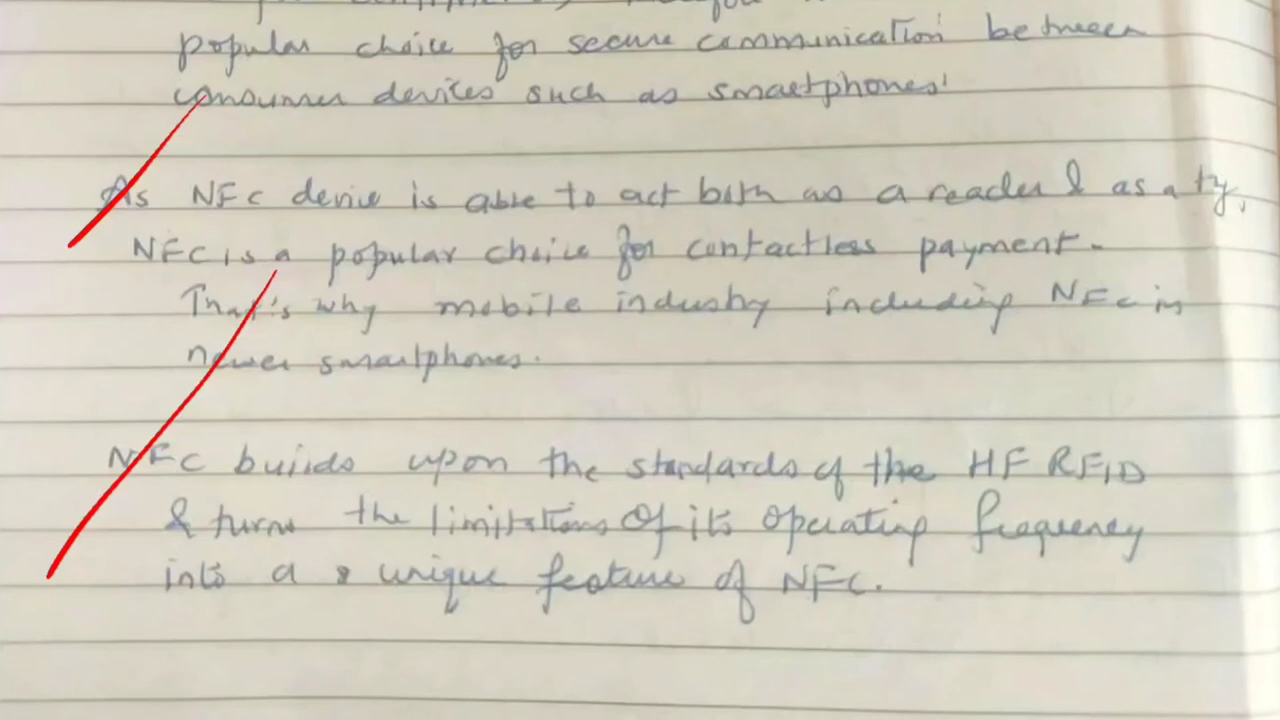 popular choice for secure communication between
consumer devices such as smartphones'
As NFC device is able to act both as a reader & as a
NFC is a popular choice for contactless payment.
That's why mobile industry including NFC in
newer smartphones.
NFC builds upon the standards of the HF RFID
& turns the limitations of its operating frequency
into a unique feature of NFC.